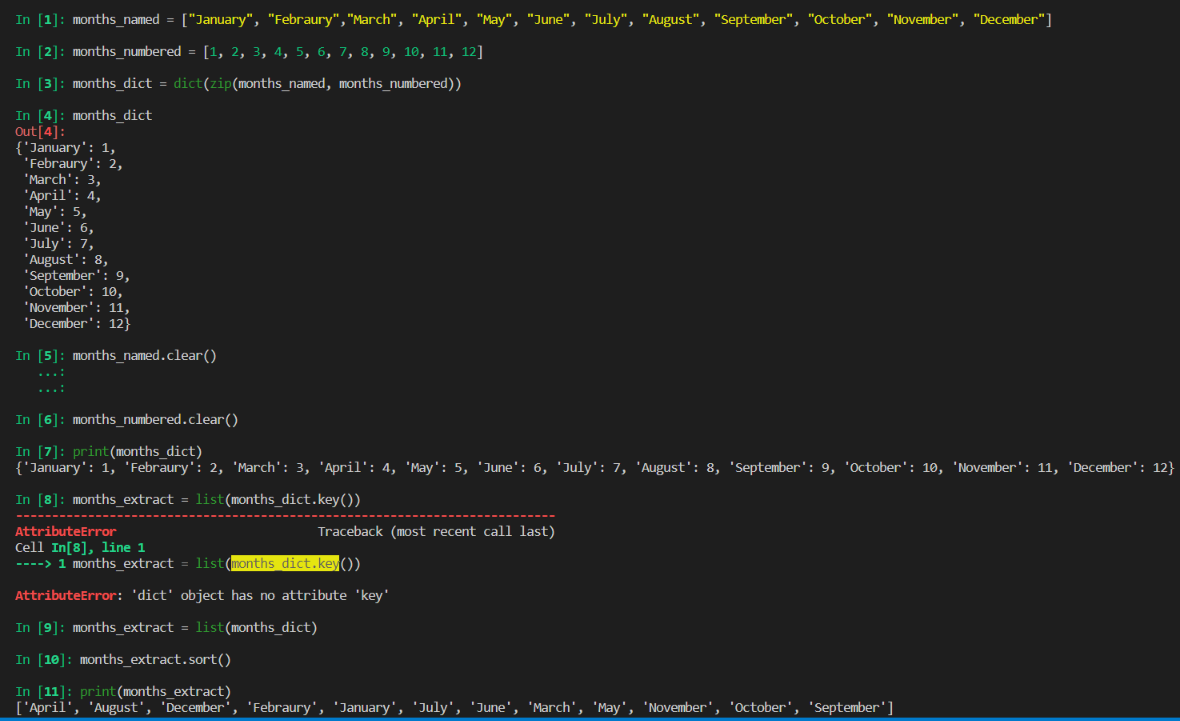 In [1]: months_named = ["January", "Febraury","March", "April", "May", "June", "July", "August", "September", "October", "November", "December"]
In [2]: months_numbered = [1, 2, 3, 4, 5, 6, 7, 8, 9, 10, 11, 12]
In [3]: months_dict = dict(zip(months_named, months_numbered))
In [4]: months_dict
Out[4]:
{'January': 1,
 'Febraury': 2,
 'March': 3,
 'April': 4,
 'May': 5,
 'June': 6,
 'July': 7,
 'August': 8,
 'September': 9,
 'October': 10,
 'November': 11,
 'December': 12}
In [5]: months_named.clear()
   ...:
   ...:
In [6]: months_numbered.clear()
In [7]: print(months_dict)
{'January': 1, 'Febraury': 2, 'March': 3, 'April': 4, 'May': 5, 'June': 6, 'July': 7, 'August': 8, 'September': 9, 'October': 10, 'November': 11, 'December': 12}
In [8]: months_extract = list(months_dict.key())
---------------------------------------------------------------------------
AttributeError                            Traceback (most recent call last)
Cell In[8], line 1
----> 1 months_extract = list(months_dict.key())
AttributeError: 'dict' object has no attribute 'key'
In [9]: months_extract = list(months_dict)
In [10]: months_extract.sort()
In [11]: print(months_extract)
['April', 'August', 'December', 'Febraury', 'January', 'July', 'June', 'March', 'May', 'November', 'October', 'September']